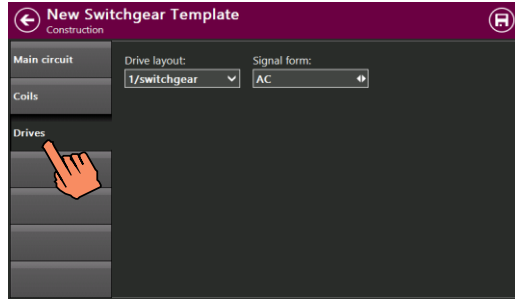 New Switchgear Template
Construction
Main circuit
Coils
Drives
Drive layout:
Signal form:
1/switchgear
AC